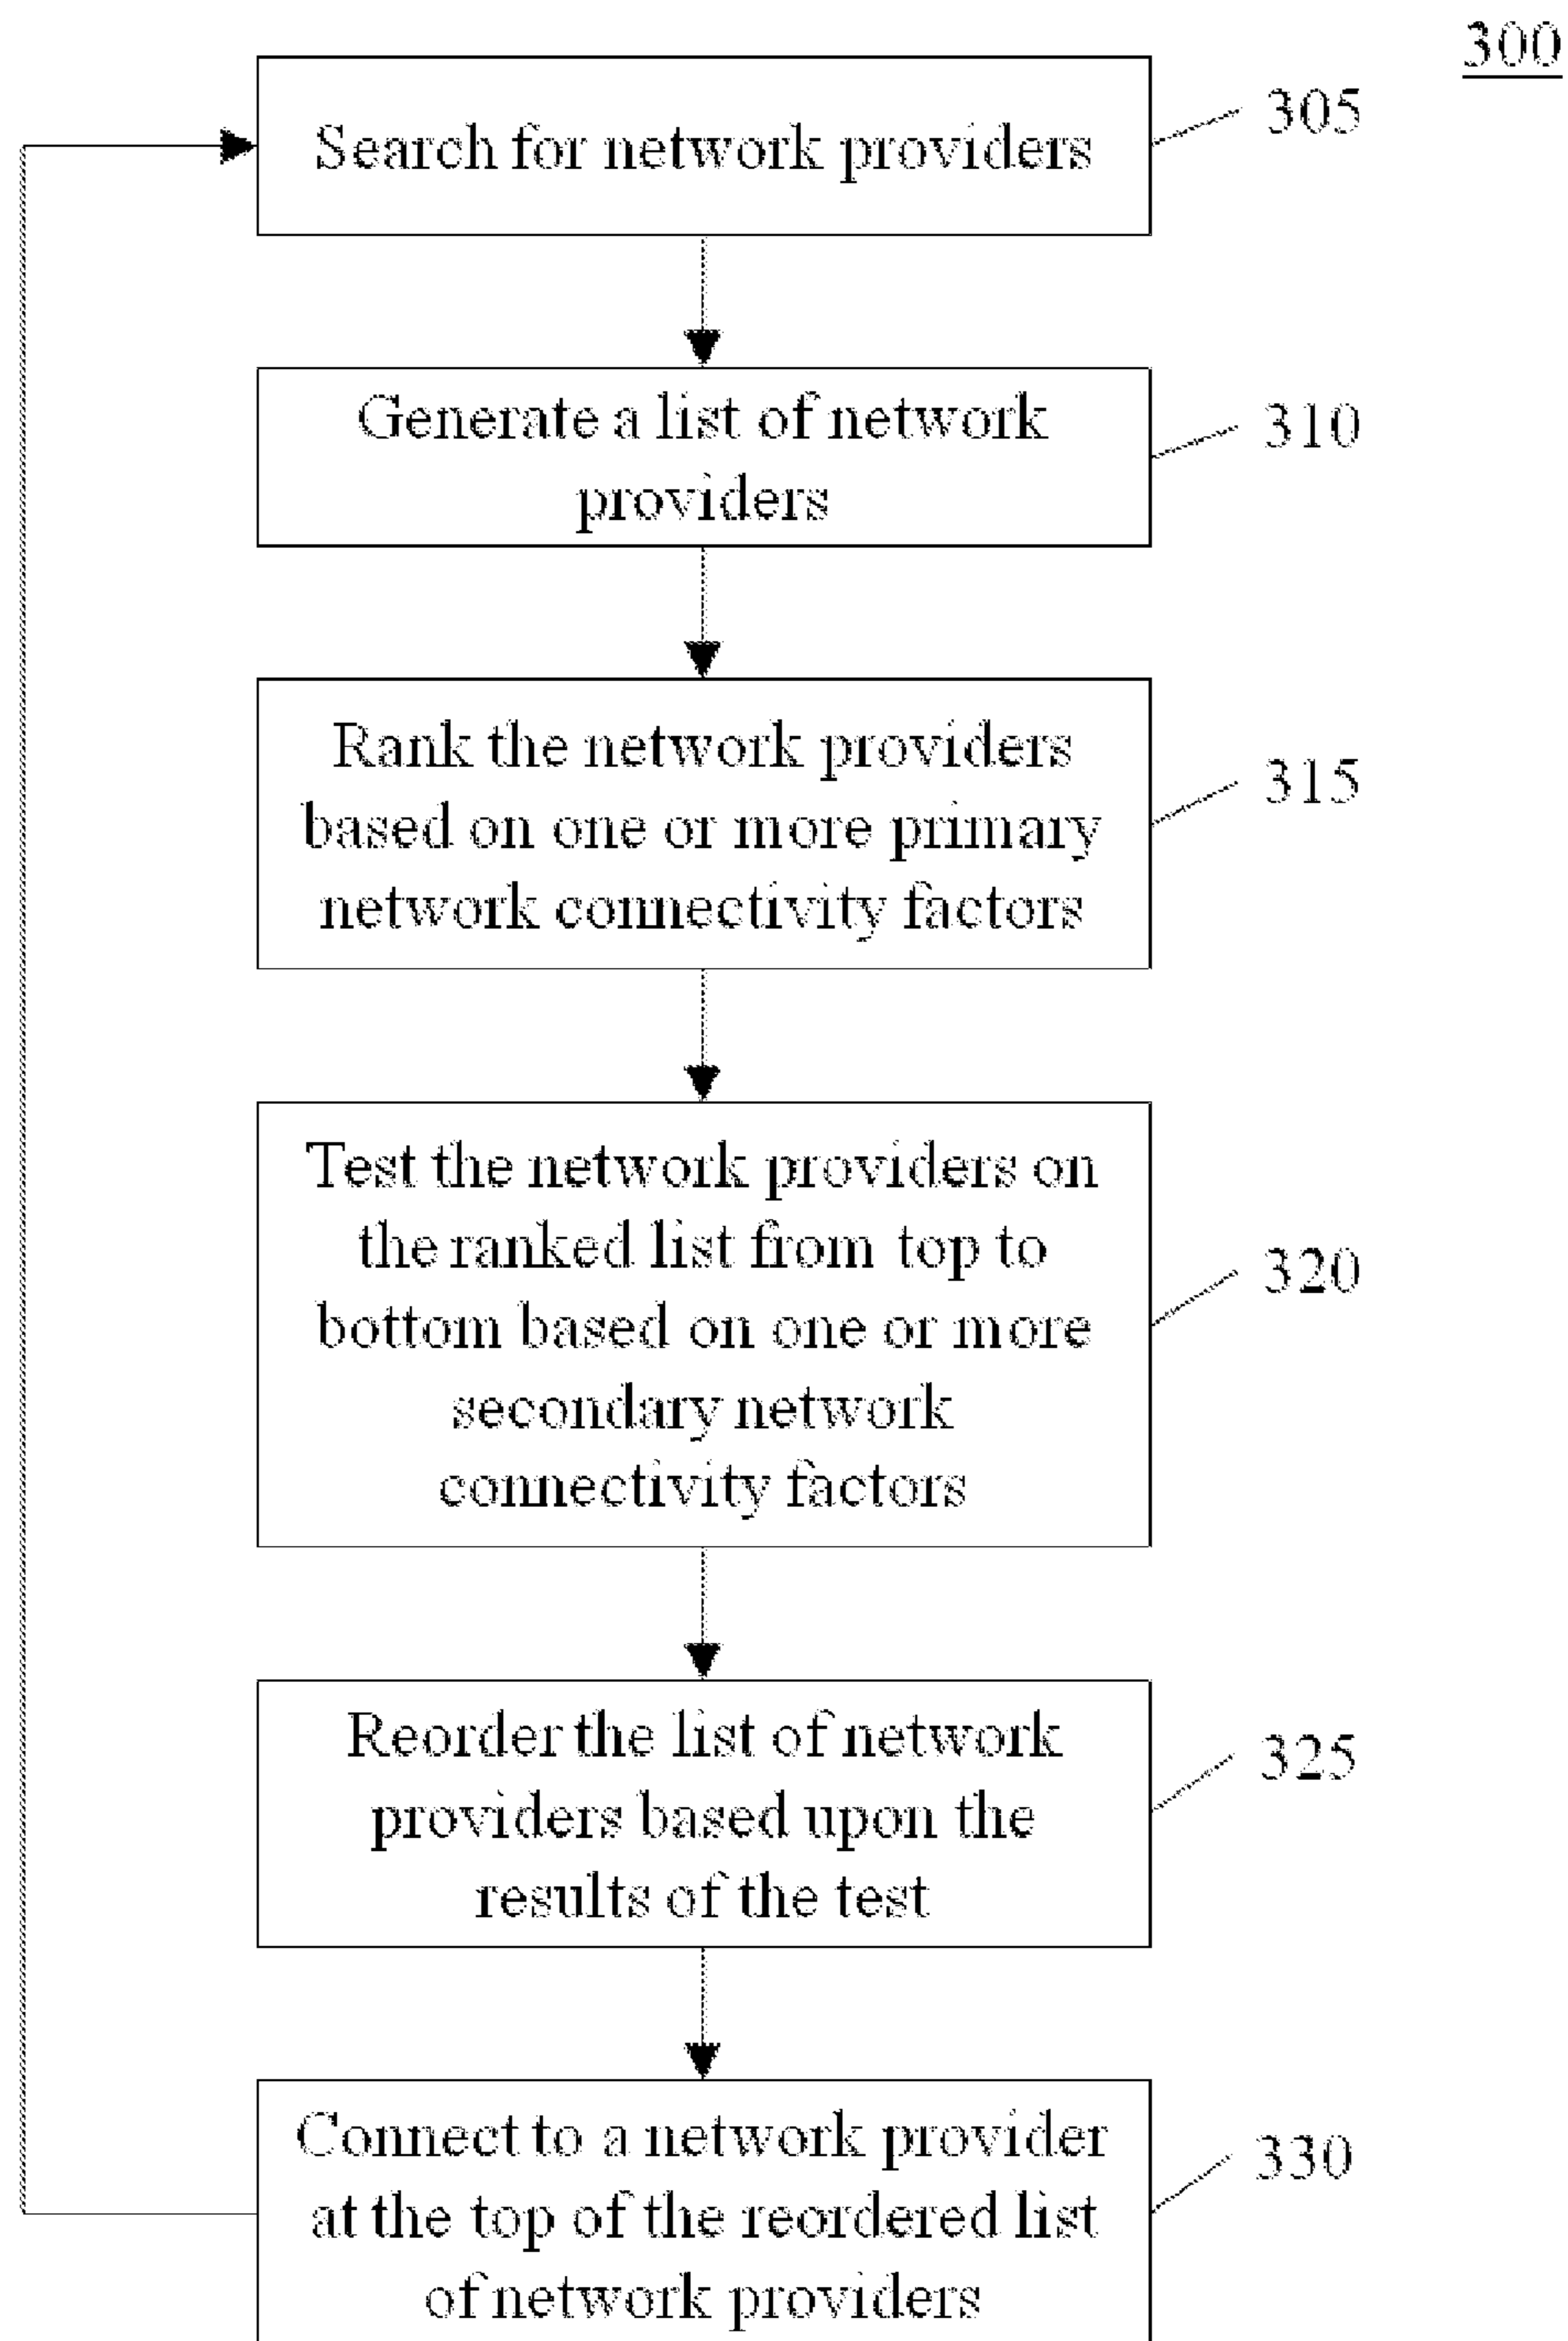 300
Search for network providers
305
Generate a list of network
providers
310
Rank the network providers
based on one or more primary
network connectivity factors
315
Test the network providers on
the ranked list from top to
bottom based on one or more
secondary network
connectivity factors
320
Reorder the list of network
providers based upon the
results of the test
325
Connect to a network provider
at the top of the reordered list
of network providers
330